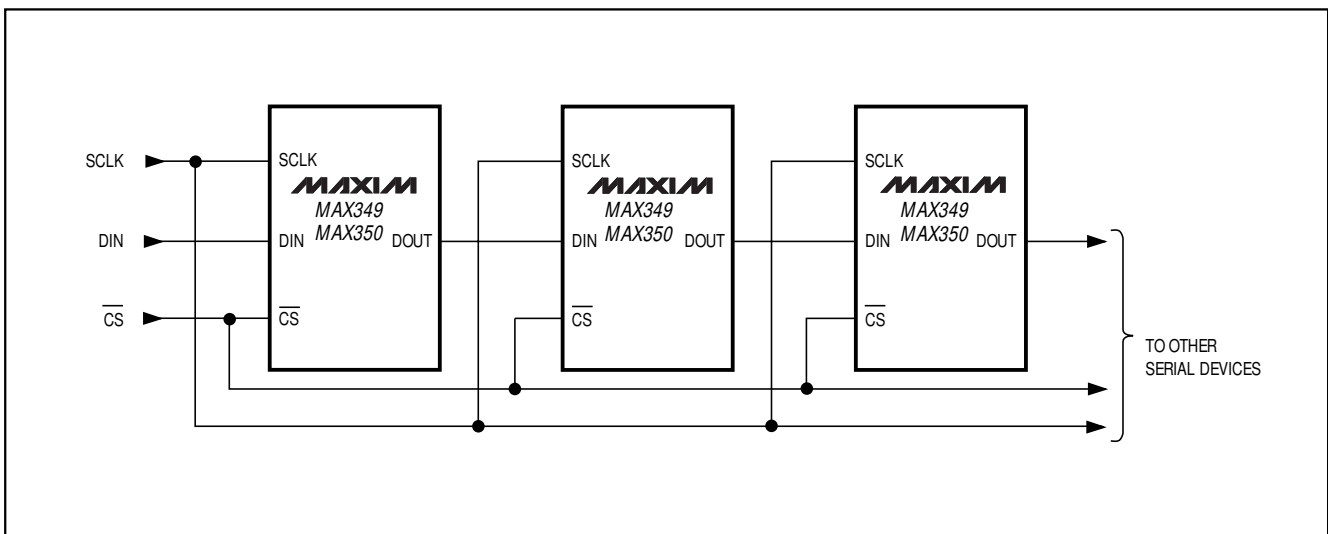 SCLK
SCLK
MAXIM
MAX349
MAX350
DIN
DIN
DOUT
CS
CS
SCLK
MAXIM
MAX349
MAX350
DIN
DOUT
CS
SCLK
MAXIM
MAX349
MAX350
DIN
DOUT
CS
TO OTHER
SERIAL DEVICES